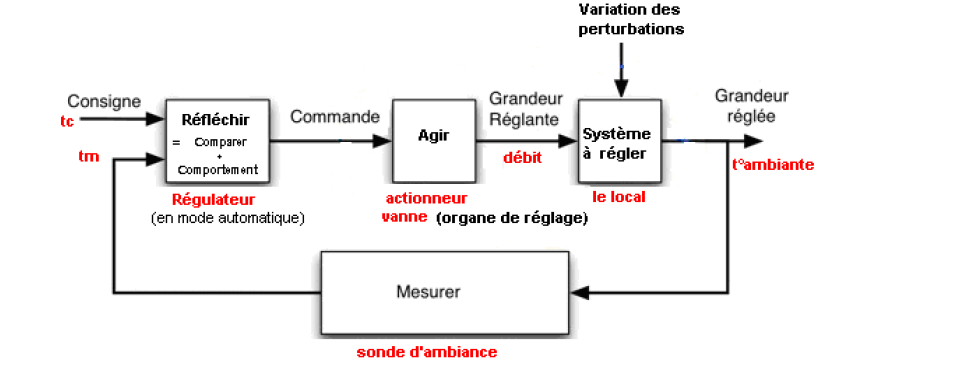 Variation des
perturbations
Consigne
tc
tm
Réfléchir
= Comparer
+
Comportement
Régulateur
(en mode automatique)
Commande
Agir
actionneur
vanne (organe de réglage)
Grandeur
Réglante
débit
Système
à régler
le local
Grandeur
réglée
t°ambiante
Mesurer
sonde d'ambiance